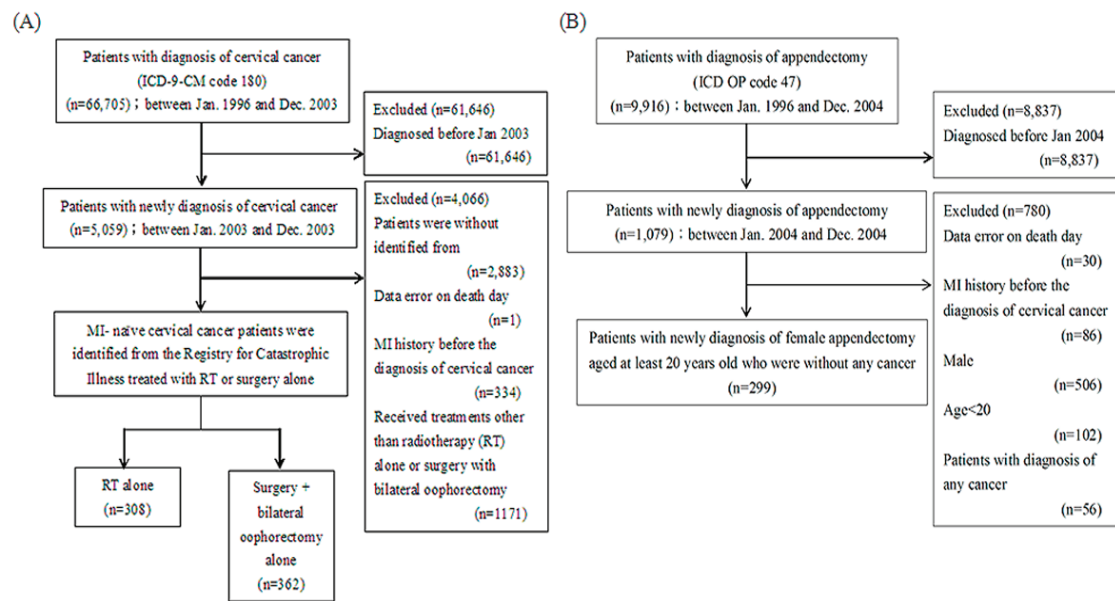 (A)
Patients with diagnosis of cervical cancer
(ICD-9-CM code 180)
(n=66,705)；between Jan. 1996 and Dec. 2003
Excluded (n=61,646)
Diagnosed before Jan 2003
(n=61,646)
Patients with newly diagnosis of cervical cancer
(n=5,059)；between Jan. 2003 and Dec. 2003
Excluded (n=4,066)
Patients were without
identified from
(n=2,883)
Data error on death day
(n=1)
MI history before the
diagnosis of cervical cancer
(n=334)
Received treatments other
than radiotherapy (RT)
alone or surgery with
bilateral oophorectomy
(n=1171)
MI- naïve cervical cancer patients were
identified from the Registry for Catastrophic
Illness treated with RT or surgery alone
RT alone
(n=308)
Surgery +
bilateral
oophorectomy
alone
(n=362)
(B)
Patients with diagnosis of appendectomy
(ICD OP code 47)
(n=9,916)：between Jan. 1996 and Dec. 2004
Excluded (n=8,837)
Diagnosed before Jan 2004
(n=8,837)
Patients with newly diagnosis of appendectomy
(n=1,079)：between Jan. 2004 and Dec. 2004
Excluded (n=780)
Data error on death day
(n=30)
MI history before the
diagnosis of cervical cancer
(n=86)
Male
(n=506)
Age<20
(n=102)
Patients with diagnosis of
any cancer
(n=56)
Patients with newly diagnosis of female appendectomy
aged at least 20 years old who were without any cancer
(n=299)